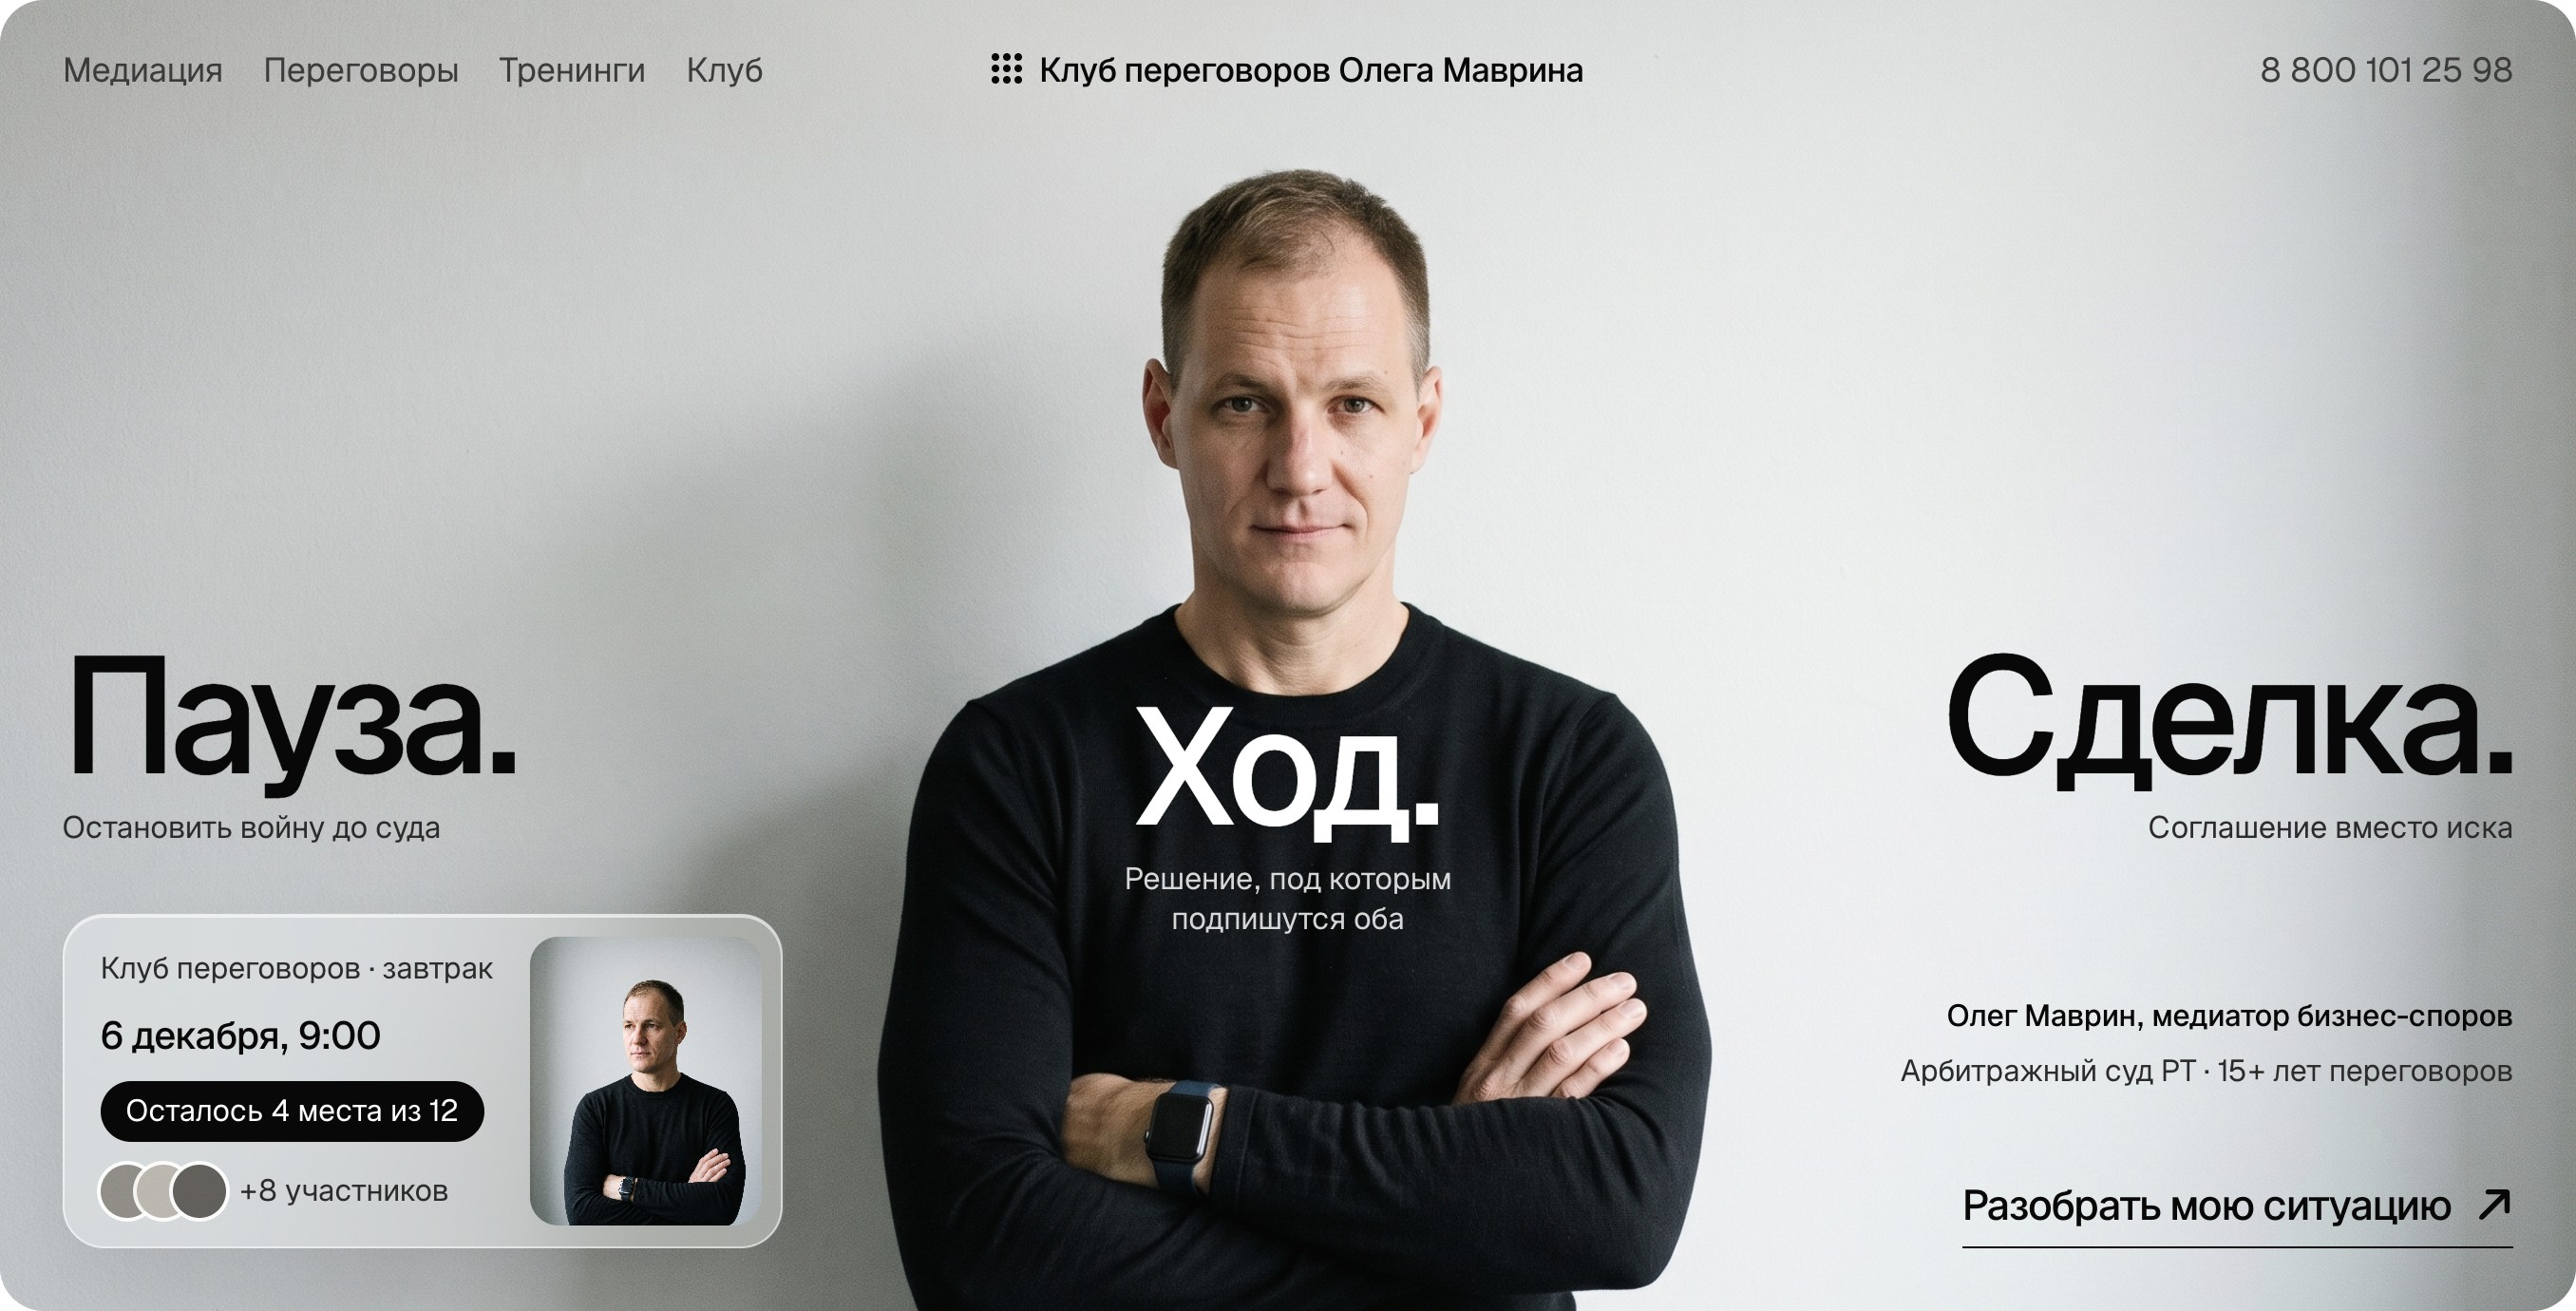 Медиация Переговоры Тренинги Клуб
Клуб переговоров Олега Маврина
8 800 101 25 98
Пауза.
Остановить войну до суда
Ход.
Решение, под которым
подпишутся оба
Сделка.
Соглашение вместо иска
Клуб переговоров · завтрак
6 декабря, 9:00
Осталось 4 места из 12
+8 участников
Олег Маврин, медиатор бизнес-споров
Арбитражный суд РТ · 15+ лет переговоров
Разобрать мою ситуацию